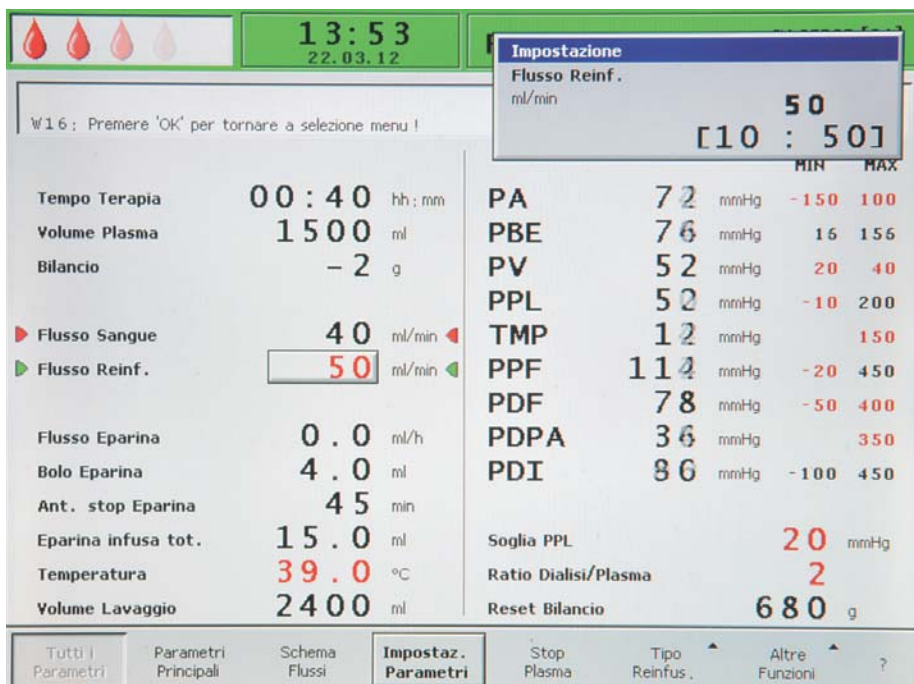 13:53
22.03.12
Impostazione
Flusso Reinf.
ml/min
50
[10 : 50]
W16: Premere 'OK' per tornare a selezione menu !
MIN MAX
Tempo Terapia 00:40 hh:mm
Volume Plasma 1500 ml
Bilancio -2 g
Flusso Sangue 40 ml/min
Flusso Reinf. 50 ml/min
Flusso Eparina 0.0 ml/h
Bolo Eparina 4.0 ml
Ant. stop Eparina 45 min
Eparina infusa tot. 15.0 ml
Temperatura 39.0 °C
Volume Lavaggio 2400 ml
PA 72 mmHg -150 100
PBE 76 mmHg 16 156
PV 52 mmHg 20 40
PPL 52 mmHg -10 200
TMP 12 mmHg 150
PPF 114 mmHg -20 450
PDF 78 mmHg -50 400
PDPA 36 mmHg 350
PDI 86 mmHg -100 450
Soglia PPL 20 mmHg
Ratio Dialisi/Plasma 2
Reset Bilancio 680 g
Tutti i Parametri
Parametri Principali
Schema Flussi
Impostaz. Parametri
Stop Plasma
Tipo Reinfus.
Altre Funzioni
?